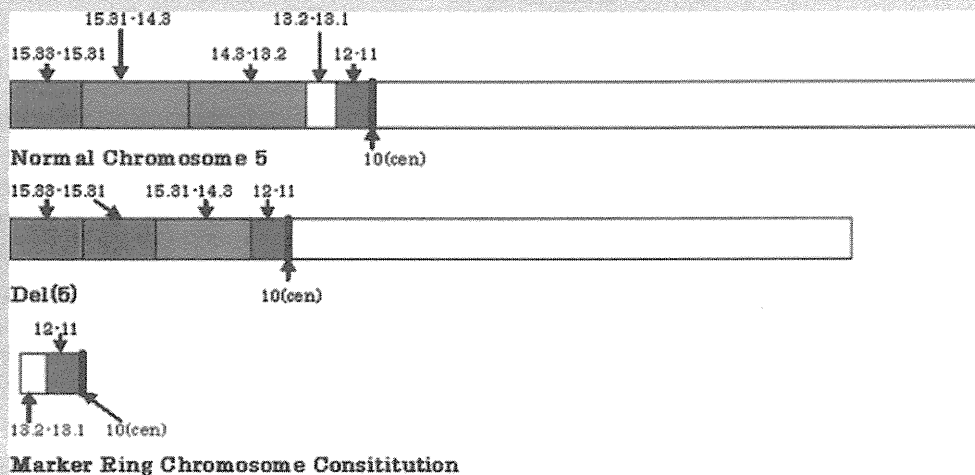 15.31-14.3 13.2-13.1
15.33-15.31 14.3-13.2 12-11
10(cen)
Normal Chromosome 5
15.33-15.31 15.31-14.3 12-11
10(cen)
Del(5)
12-11
13.2-13.1 10(cen)
Marker Ring Chromosome Consititution